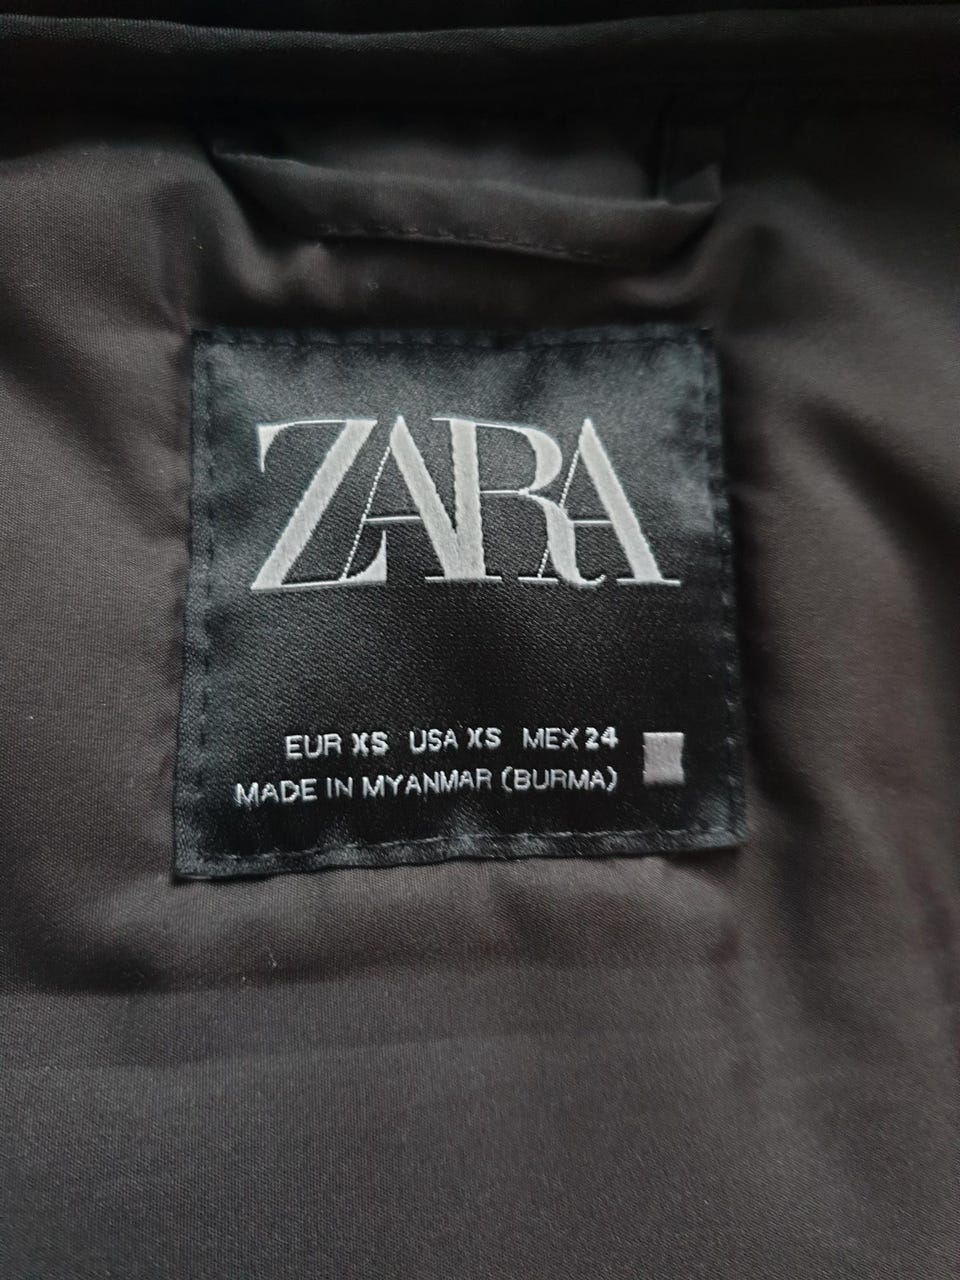 ZARA
EUR XS USA XS MEX 24
MADE IN MYANMAR (BURMA)